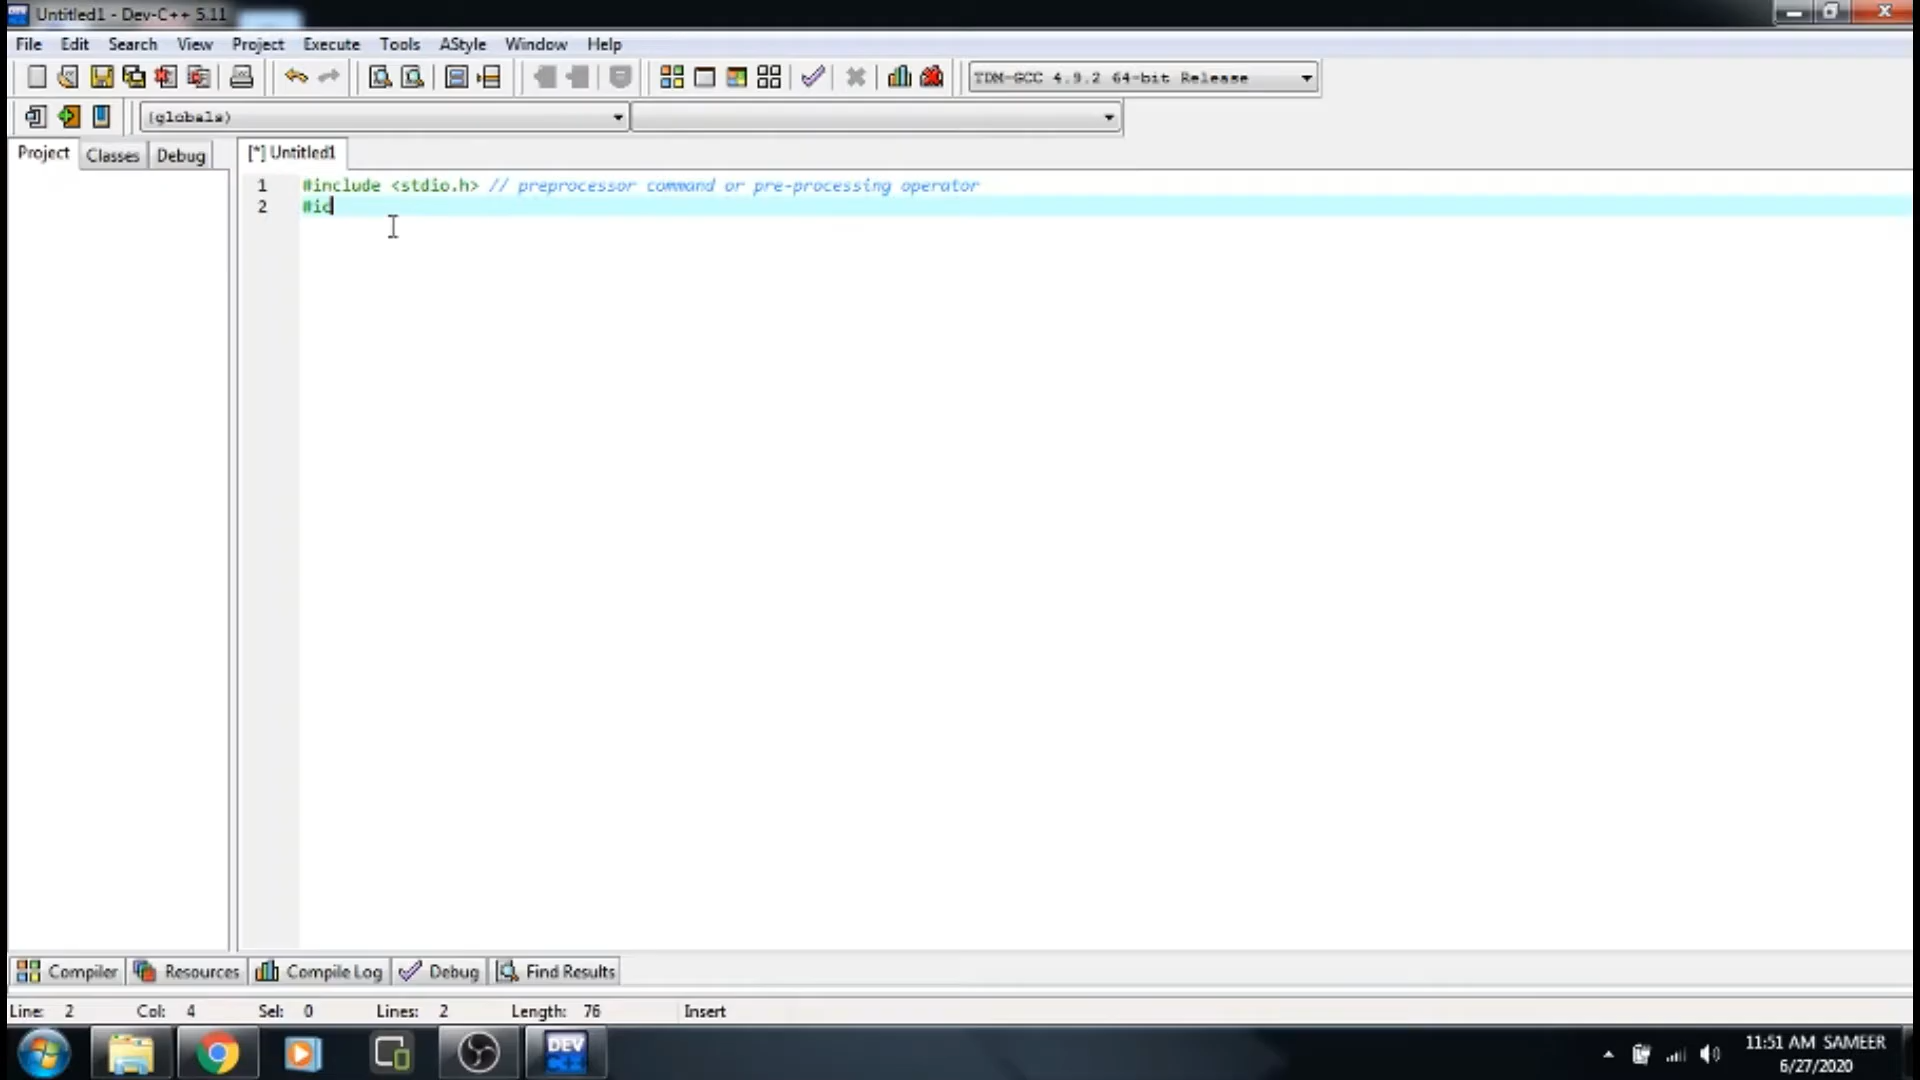 Untitled1 - Dev-C++ 5.11
File Edit Search View Project Execute Tools AStyle Window Help
TDM-GCC 4.9.2 64-bit Release
(globals)
Project Classes Debug [*] Untitled1
1 #include <stdio.h> // preprocessor command or pre-processing operator
2 #ic
Compiler Resources Compile Log Debug Find Results
Line: 2 Col: 4 Sel: 0 Lines: 2 Length: 76 Insert
DEV C++
11:51 AM SAMEER
6/27/2020